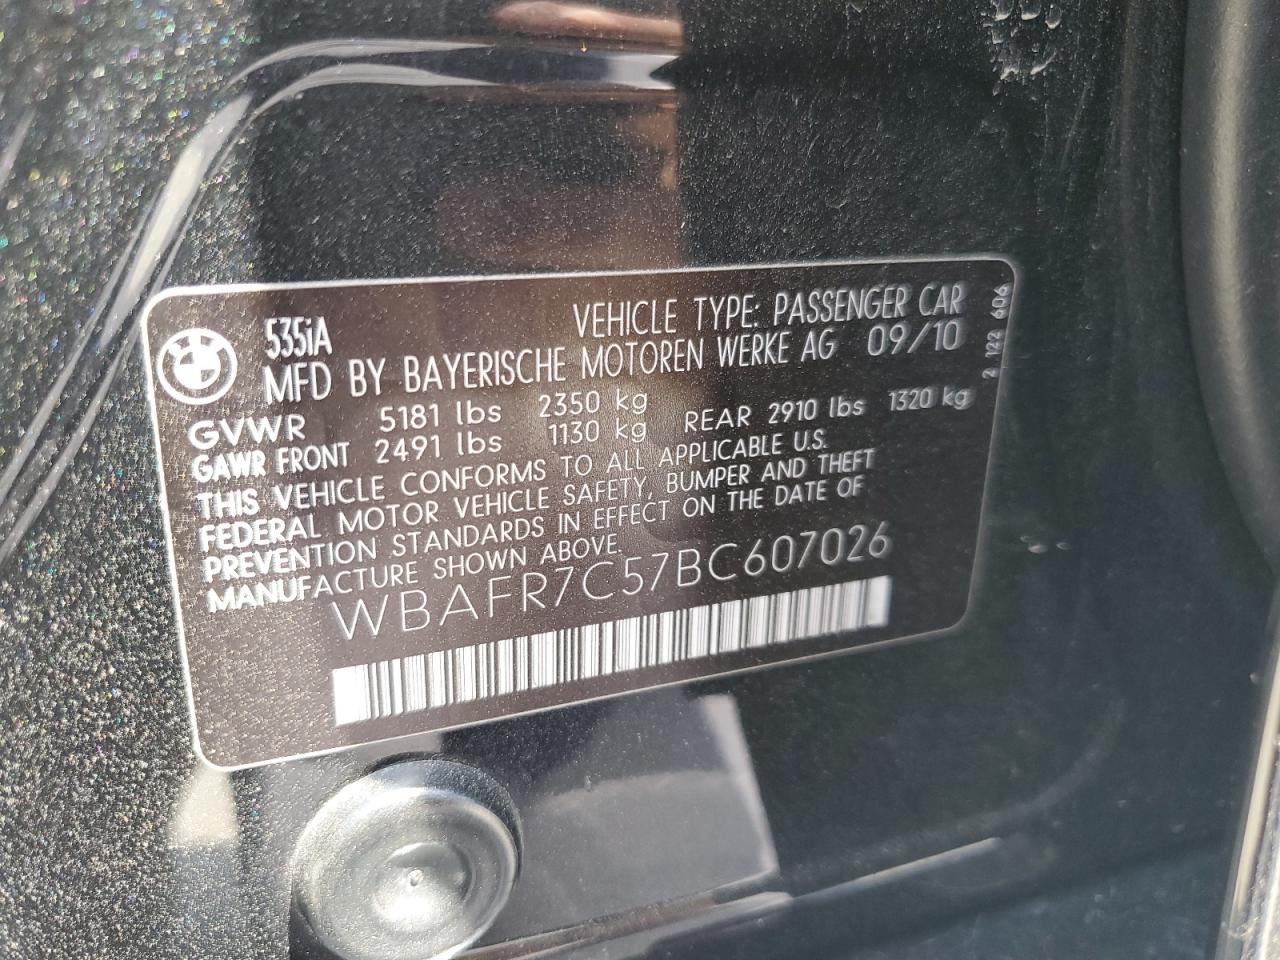 535iA
VEHICLE TYPE: PASSENGER CAR
MFD BY BAYERISCHE MOTOREN WERKE AG 09/10
GVWR 5181 lbs 2350 kg
GAWR FRONT 2491 lbs 1130 kg REAR 2910 lbs 1320 kg
THIS VEHICLE CONFORMS TO ALL APPLICABLE U.S.
FEDERAL MOTOR VEHICLE SAFETY, BUMPER AND THEFT
PREVENTION STANDARDS IN EFFECT ON THE DATE OF
MANUFACTURE SHOWN ABOVE.
WBAFR7C57BC607026
2 122 606